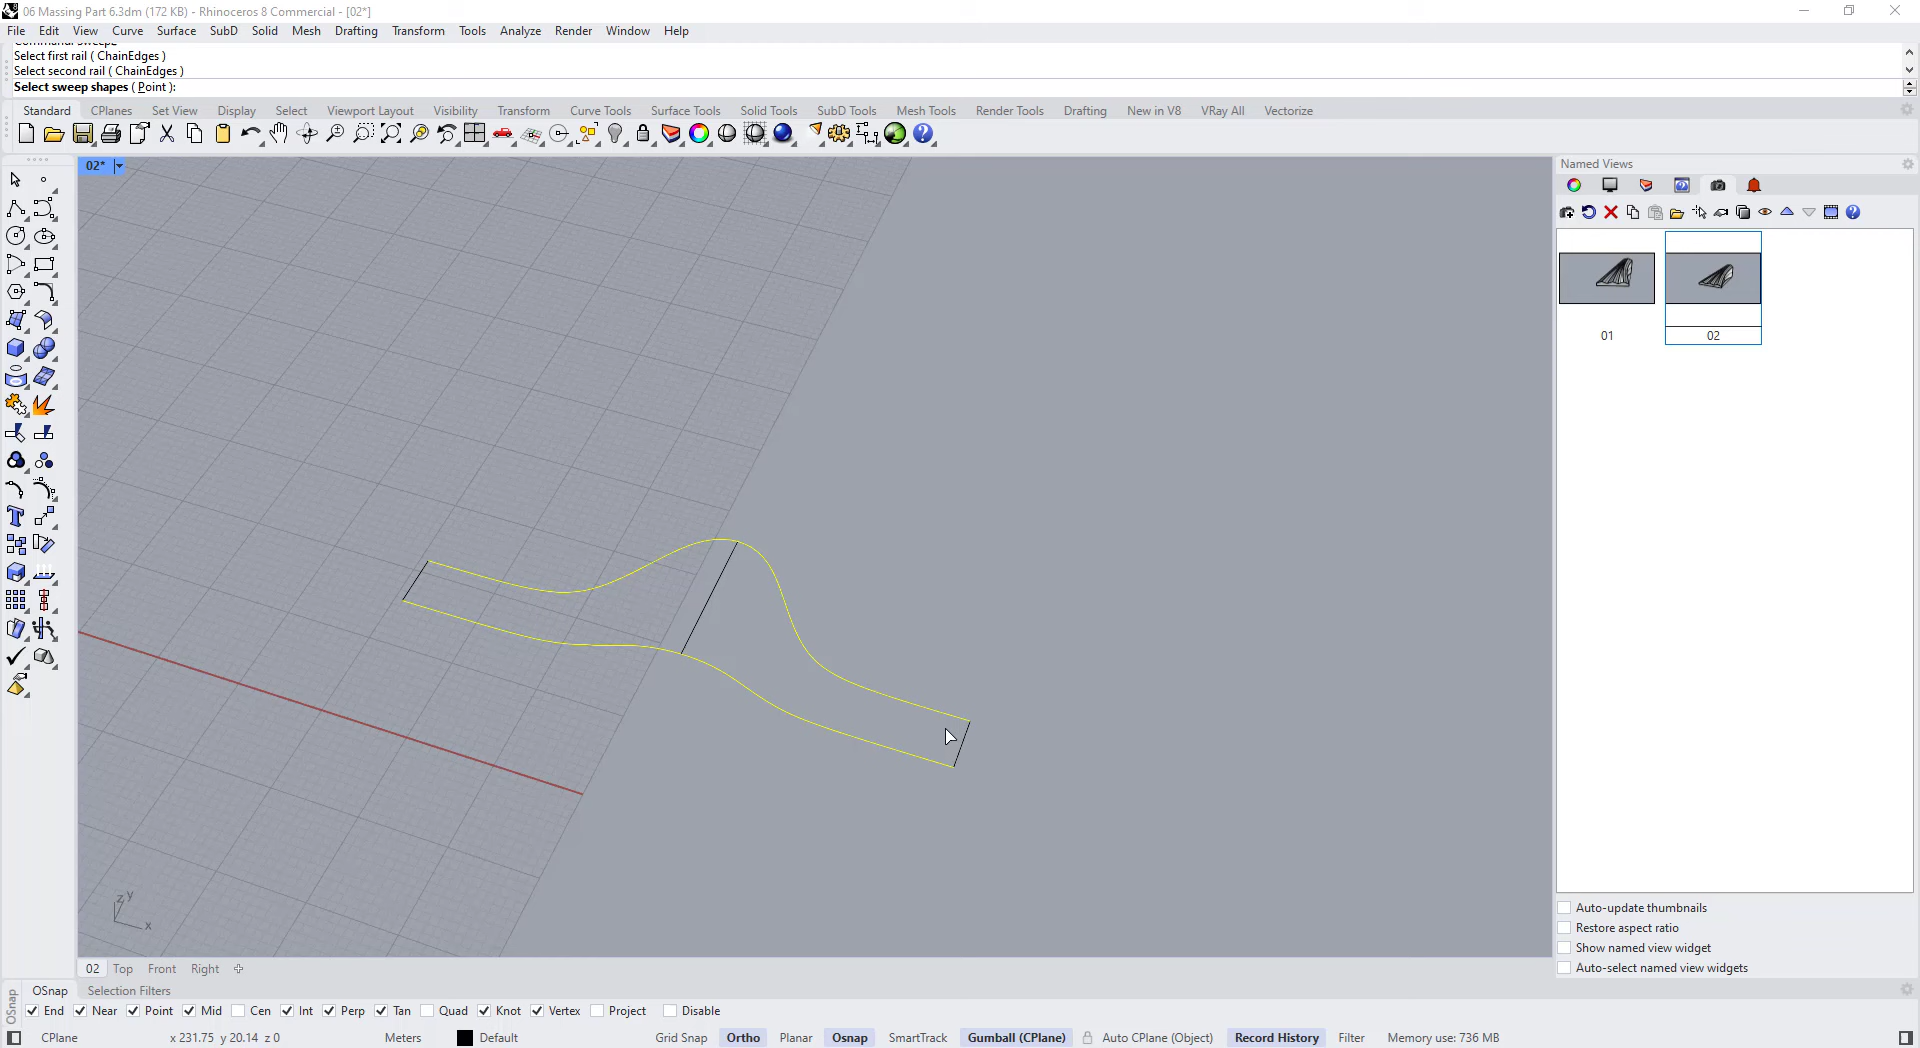 06 Massing Part 6.3dm (172 KB) - Rhinoceros 8 Commercial - [02*]
File Edit View Curve Surface SubD Solid Mesh Drafting Transform Tools Analyze Render Window Help
Select first rail ( ChainEdges )
Select second rail ( ChainEdges )
Select sweep shapes ( Point ):
Standard CPlanes Set View Display Select Viewport Layout Visibility Transform Curve Tools Surface Tools Solid Tools SubD Tools Mesh Tools Render Tools Drafting New in V8 VRay All Vectorize
02*
Named Views
01
02
z y
x
Auto-update thumbnails
Restore aspect ratio
Show named view widget
Auto-select named view widgets
02 Top Front Right
OSnap
OSnap Selection Filters
End Near Point Mid Cen Int Perp Tan Quad Knot Vertex Project Disable
CPlane x 231.75 y 20.14 z 0 Meters Default Grid Snap Ortho Planar Osnap SmartTrack Gumball (CPlane) Auto CPlane (Object) Record History Filter Memory use: 736 MB